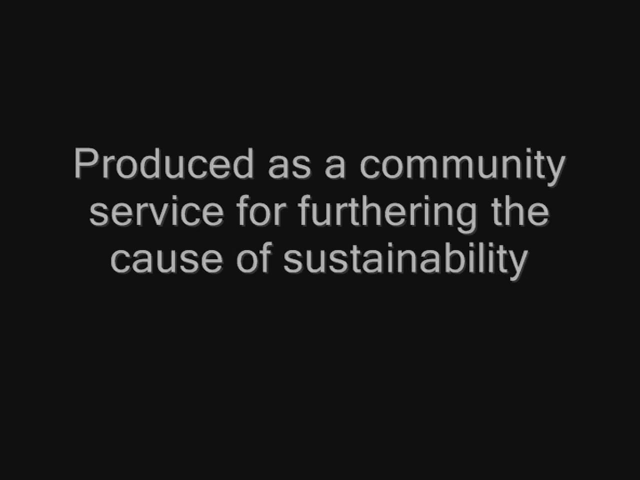 Produced as a community
service for furthering the
cause of sustainability